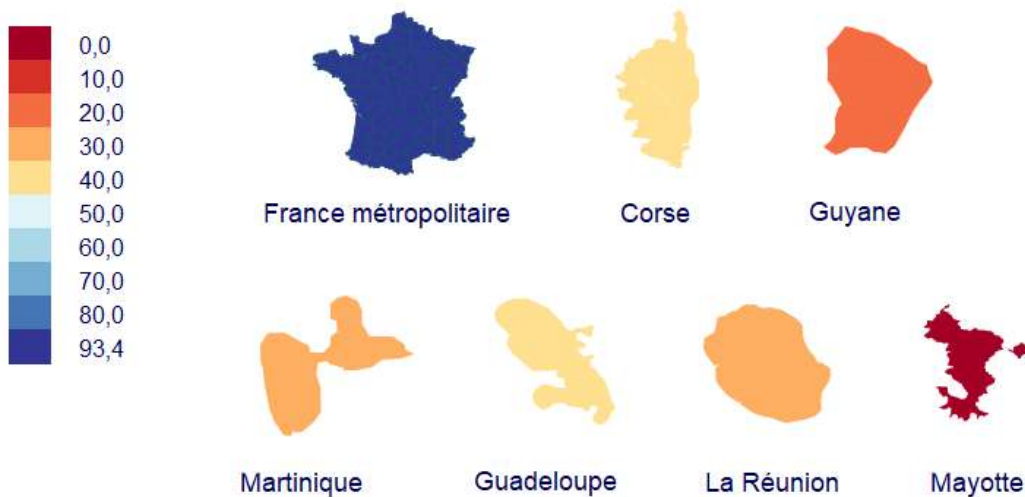 0,0
10,0
20,0
30,0
40,0
50,0
60,0
70,0
80,0
93,4
France métropolitaire
Corse
Guyane
Martinique
Guadeloupe
La Réunion
Mayotte